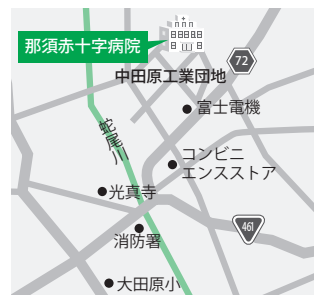 那須赤十字病院
72
中田原工業団地
富士電機
蛇尾川
コンビニ
エンスストア
光真寺
461
消防署
大田原小